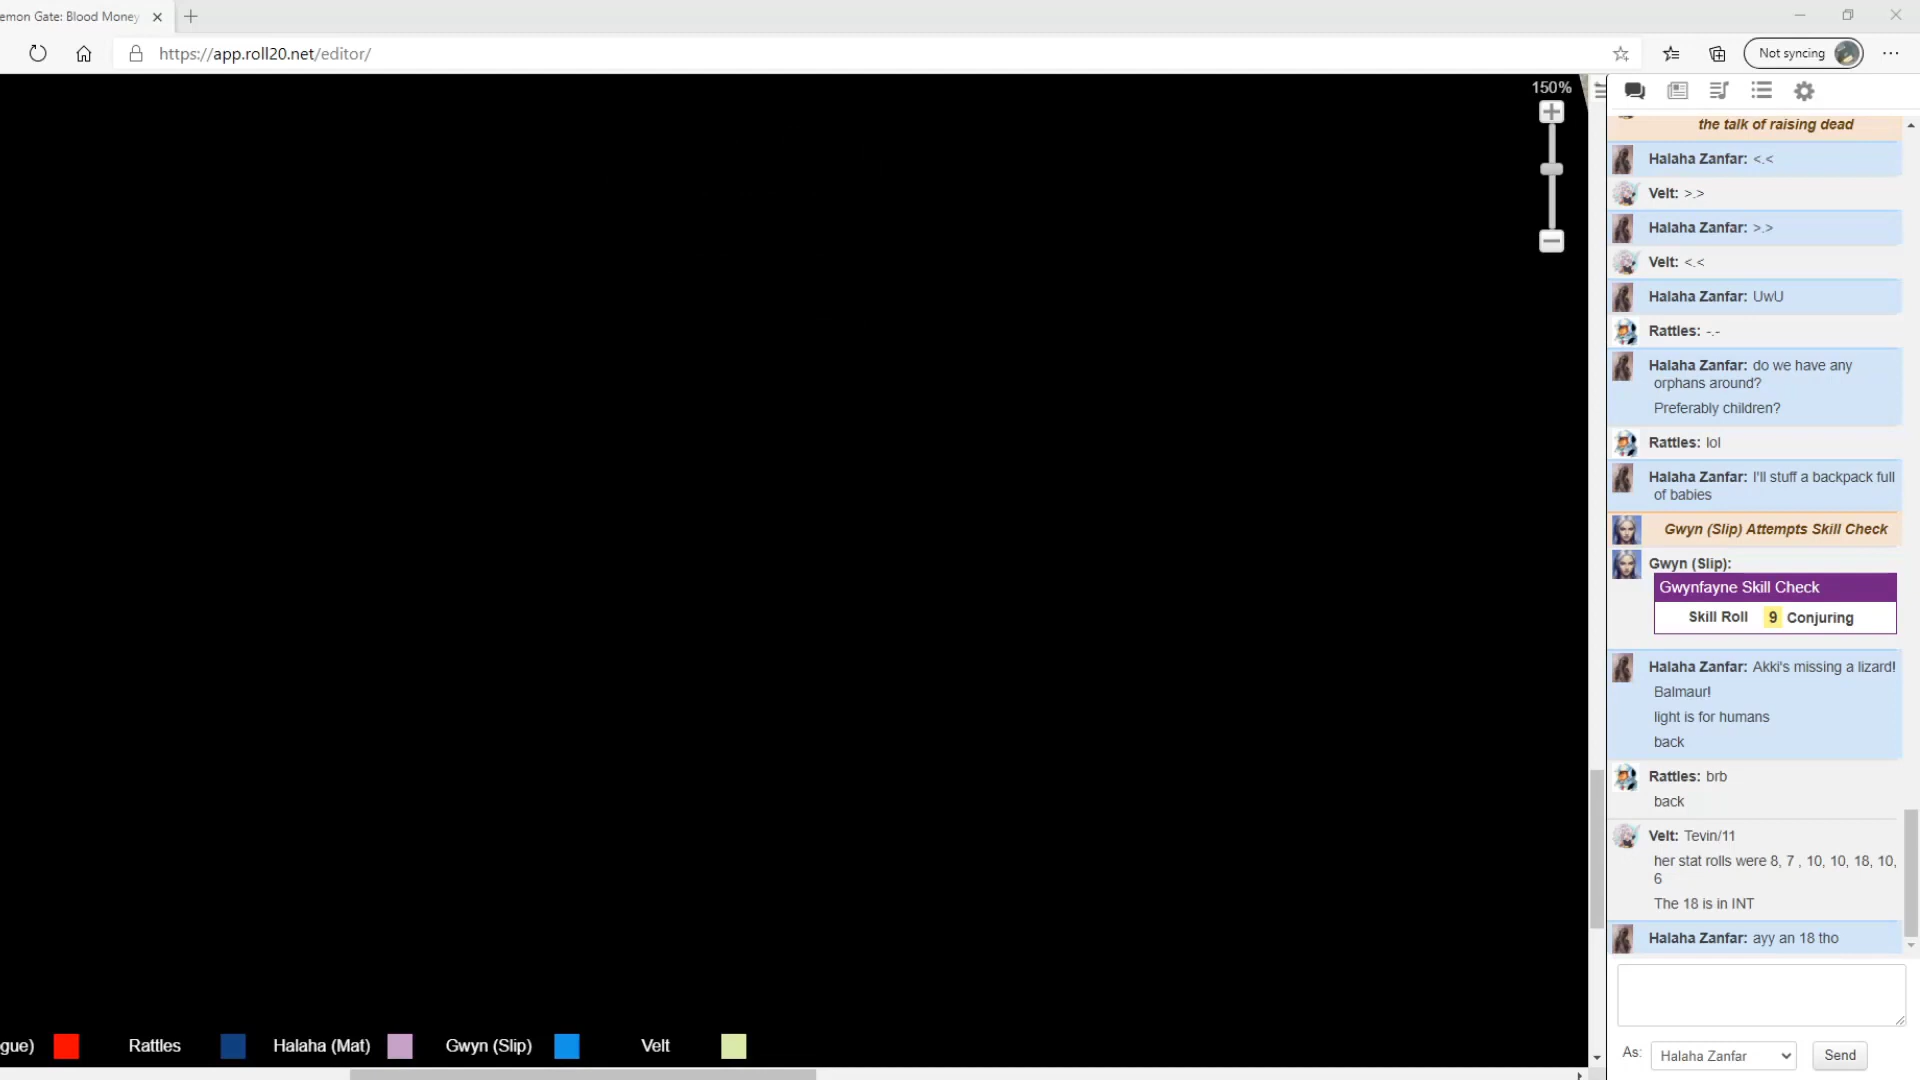 emon Gate: Blood Money
https://app.roll20.net/editor/
Not syncing
150%
the talk of raising dead
Halaha Zanfar: <.<
Velt: >.>
Halaha Zanfar: >.>
Velt: <.<
Halaha Zanfar: UwU
Rattles: -.-
Halaha Zanfar: do we have any
orphans around?
Preferably children?
Rattles: lol
Halaha Zanfar: I'll stuff a backpack full
of babies
Gwyn (Slip) Attempts Skill Check
Gwyn (Slip):
Gwynfayne Skill Check
Skill Roll 9 Conjuring
Halaha Zanfar: Akki's missing a lizard!
Balmaur!
light is for humans
back
Rattles: brb
back
Velt: Tevin/11
her stat rolls were 8, 7 , 10, 10, 18, 10,
6
The 18 is in INT
Halaha Zanfar: ayy an 18 tho
As: Halaha Zanfar Send
gue) Rattles Halaha (Mat) Gwyn (Slip) Velt